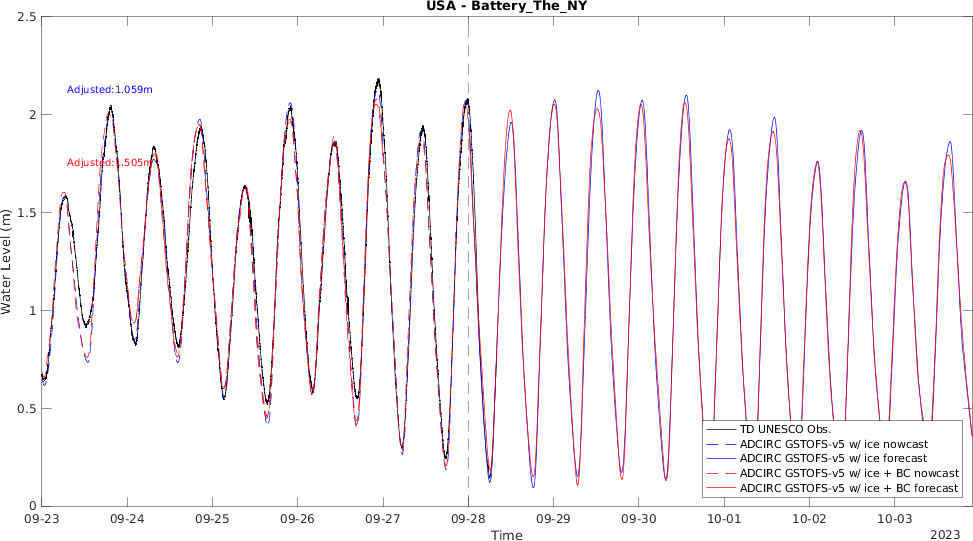 USA - Battery_The_NY
2.5
2
1.5
1
0.5
0
Water Level (m)
Adjusted:1.059m
Adjusted:1.505m
TD UNESCO Obs.
ADCIRC GSTOFS-v5 w/ ice nowcast
ADCIRC GSTOFS-v5 w/ ice forecast
ADCIRC GSTOFS-v5 w/ ice + BC nowcast
ADCIRC GSTOFS-v5 w/ ice + BC forecast
09-23 09-24 09-25 09-26 09-27 09-28 09-29 09-30 10-01 10-02 10-03
Time
2023